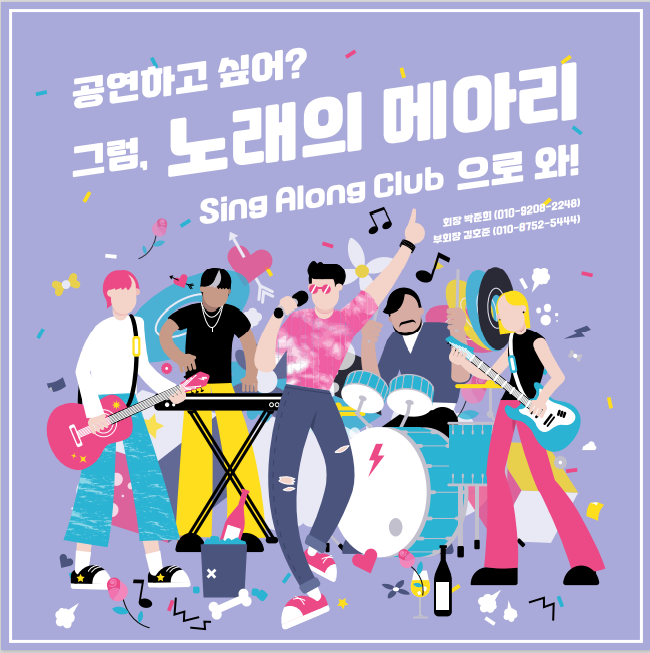 공연하고 싶어?
그럼, 노래의 메아리
Sing Along Club 으로 와!
회장 박준희 (010-9208-2248)
부회장 김호준 (010-8752-5444)